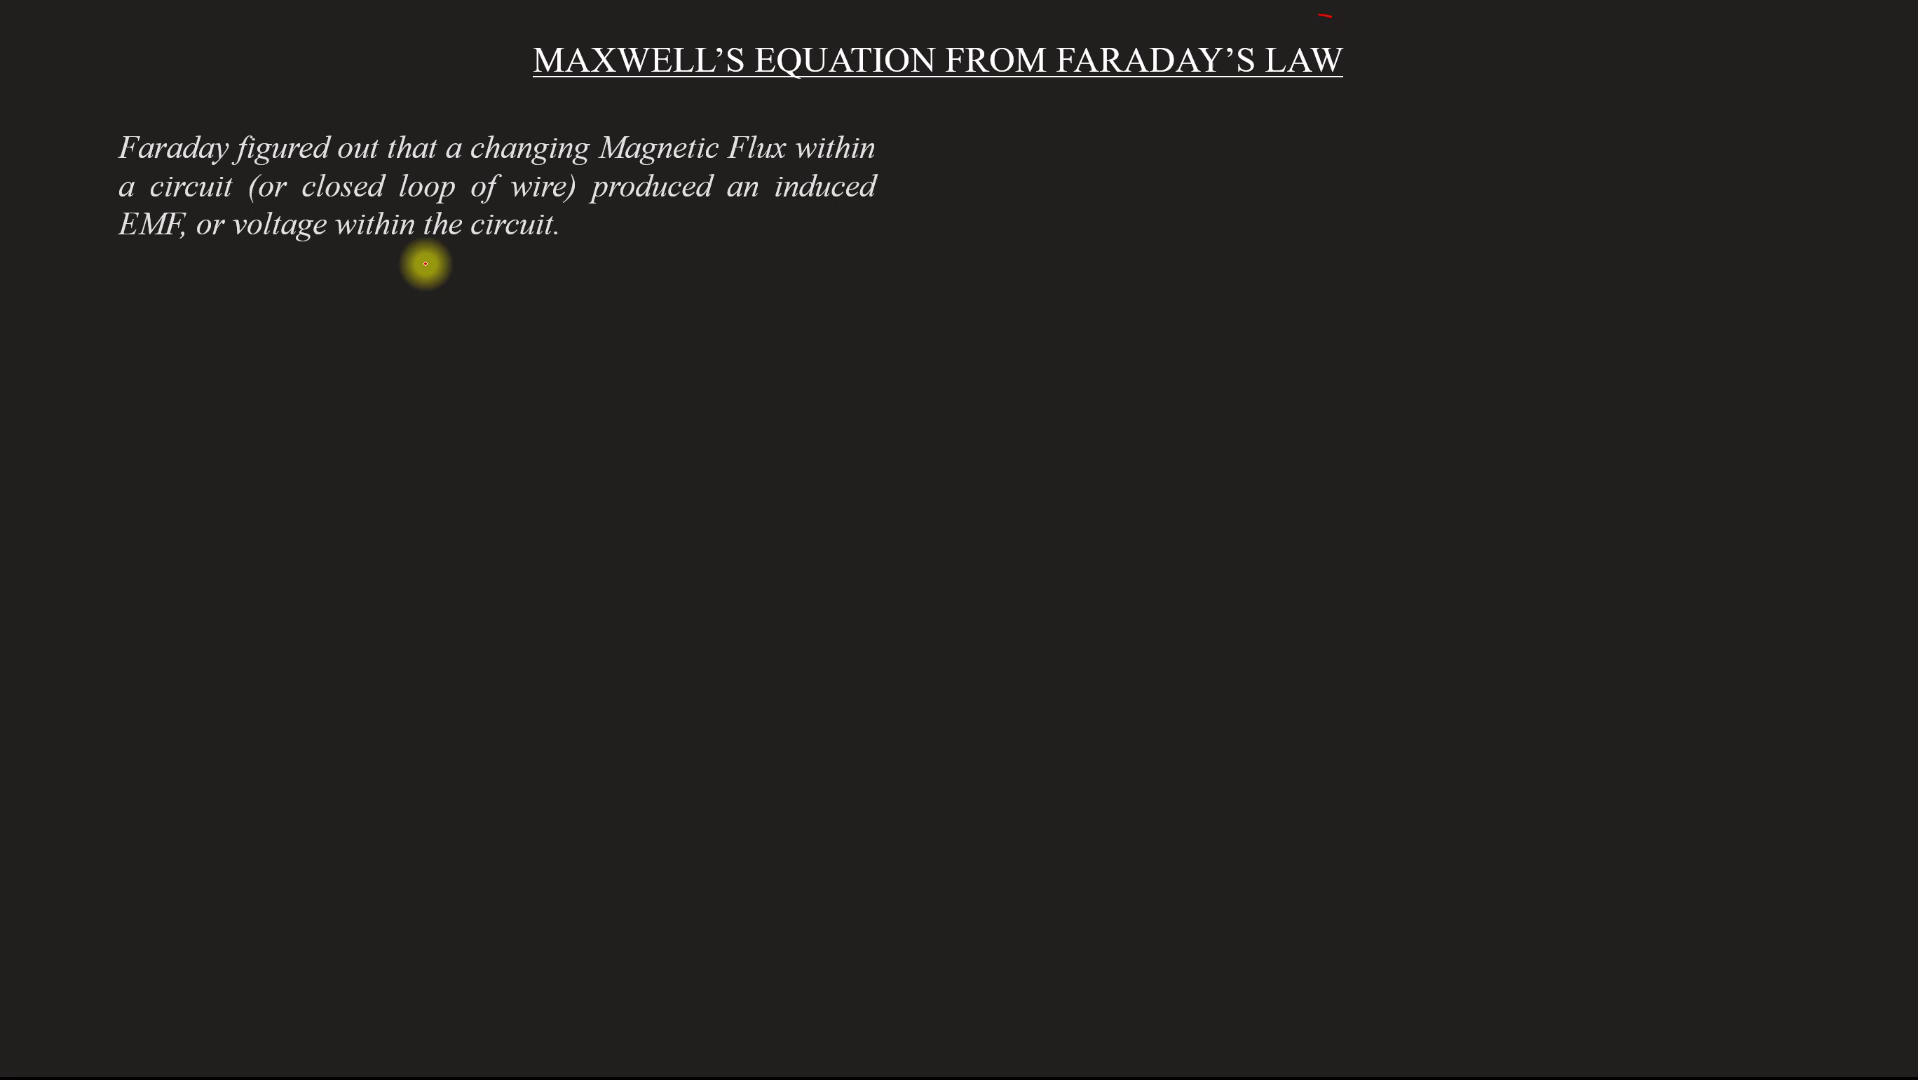 MAXWELL’S EQUATION FROM FARADAY’S LAW
Faraday figured out that a changing Magnetic Flux within
a circuit (or closed loop of wire) produced an induced
EMF, or voltage within the circuit.